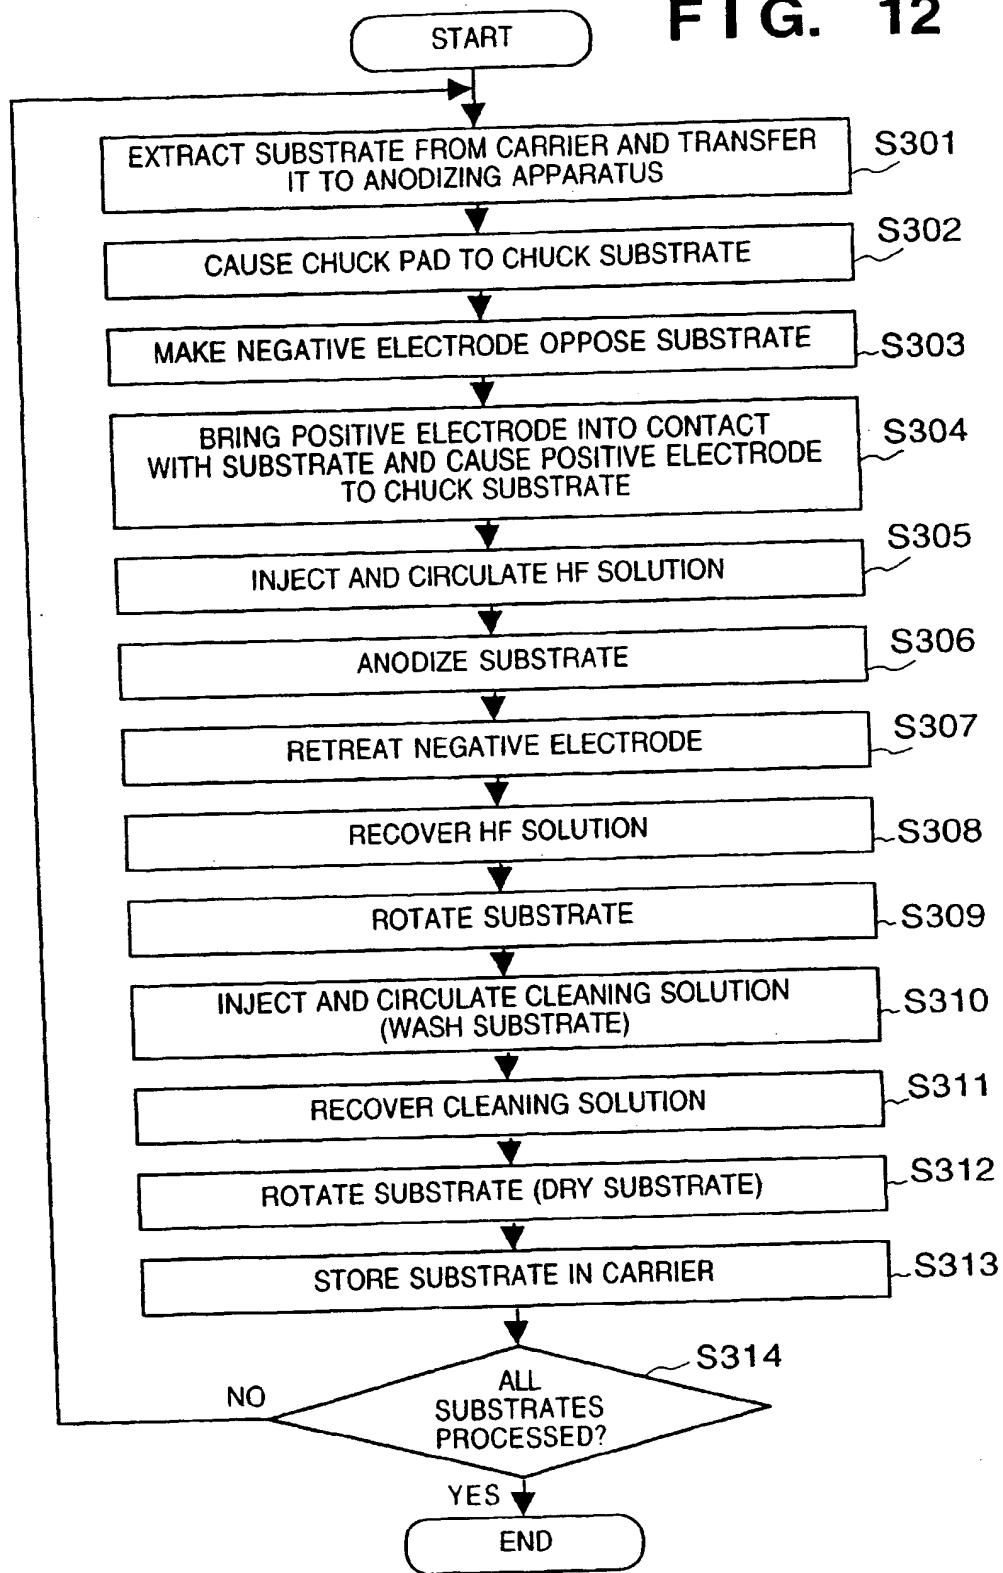 FIG. 12
START
EXTRACT SUBSTRATE FROM CARRIER AND TRANSFER
IT TO ANODIZING APPARATUS
S301
CAUSE CHUCK PAD TO CHUCK SUBSTRATE
S302
MAKE NEGATIVE ELECTRODE OPPOSE SUBSTRATE
S303
BRING POSITIVE ELECTRODE INTO CONTACT
WITH SUBSTRATE AND CAUSE POSITIVE ELECTRODE
TO CHUCK SUBSTRATE
S304
INJECT AND CIRCULATE HF SOLUTION
S305
ANODIZE SUBSTRATE
S306
RETREAT NEGATIVE ELECTRODE
S307
RECOVER HF SOLUTION
S308
ROTATE SUBSTRATE
S309
INJECT AND CIRCULATE CLEANING SOLUTION
(WASH SUBSTRATE)
S310
RECOVER CLEANING SOLUTION
S311
ROTATE SUBSTRATE (DRY SUBSTRATE)
S312
STORE SUBSTRATE IN CARRIER
S313
S314
ALL
SUBSTRATES
PROCESSED?
NO
YES
END